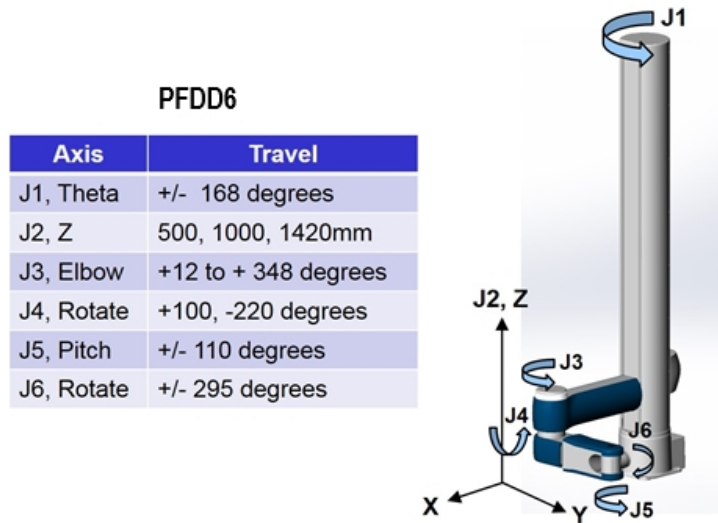 PFDD6
Axis Travel
J1, Theta +/- 168 degrees
J2, Z 500, 1000, 1420mm
J3, Elbow +12 to + 348 degrees
J4, Rotate +100, -220 degrees
J5, Pitch +/- 110 degrees
J6, Rotate +/- 295 degrees
J1
J2, Z
J3
J4
J6
X
Y
J5